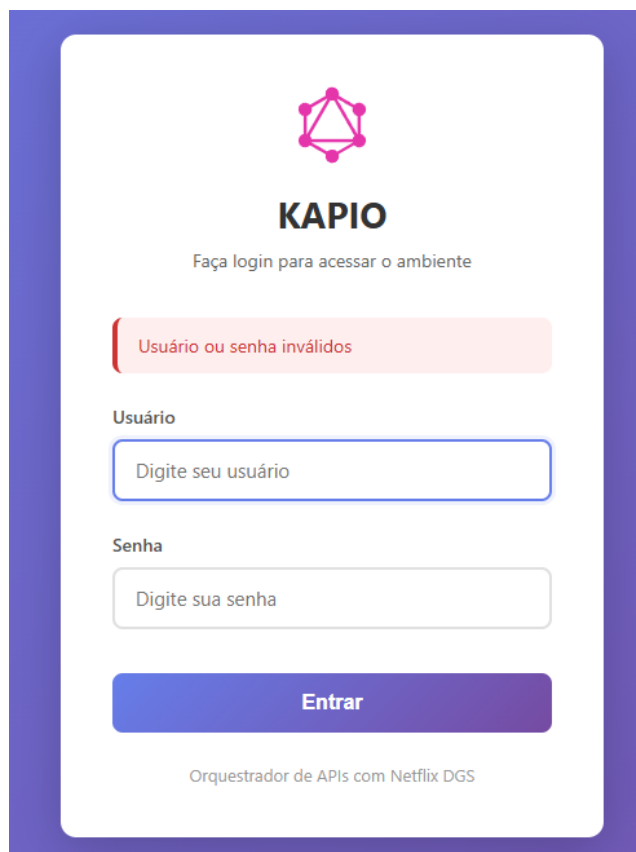 KAPIO
Faça login para acessar o ambiente
Usuário ou senha inválidos
Usuário
Digite seu usuário
Senha
Digite sua senha
Entrar
Orquestrador de APIs com Netflix DGS